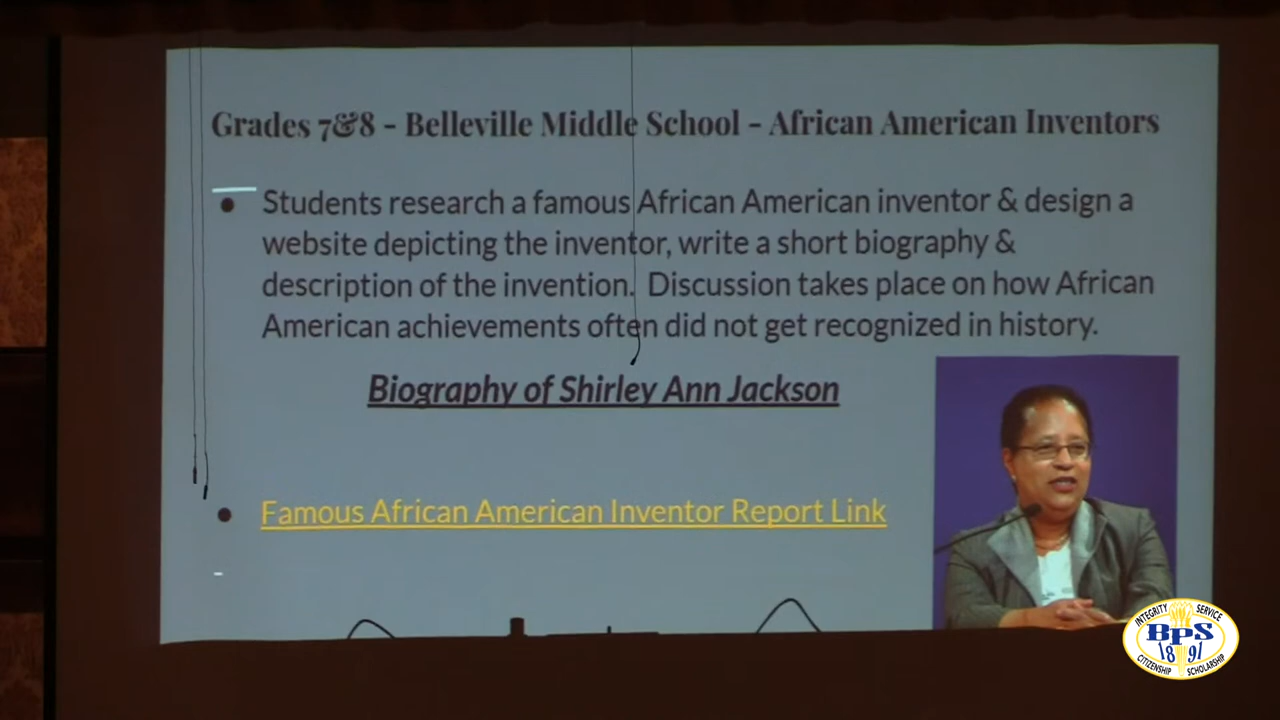 Grades 7&8 - Belleville Middle School - African American Inventors
Students research a famous African American inventor & design a
website depicting the inventor, write a short biography &
description of the invention. Discussion takes place on how African
American achievements often did not get recognized in history.
Biography of Shirley Ann Jackson
Famous African American Inventor Report Link
INTEGRITY
SERVICE
BPS
18 91
CITIZENSHIP
SCHOLARSHIP